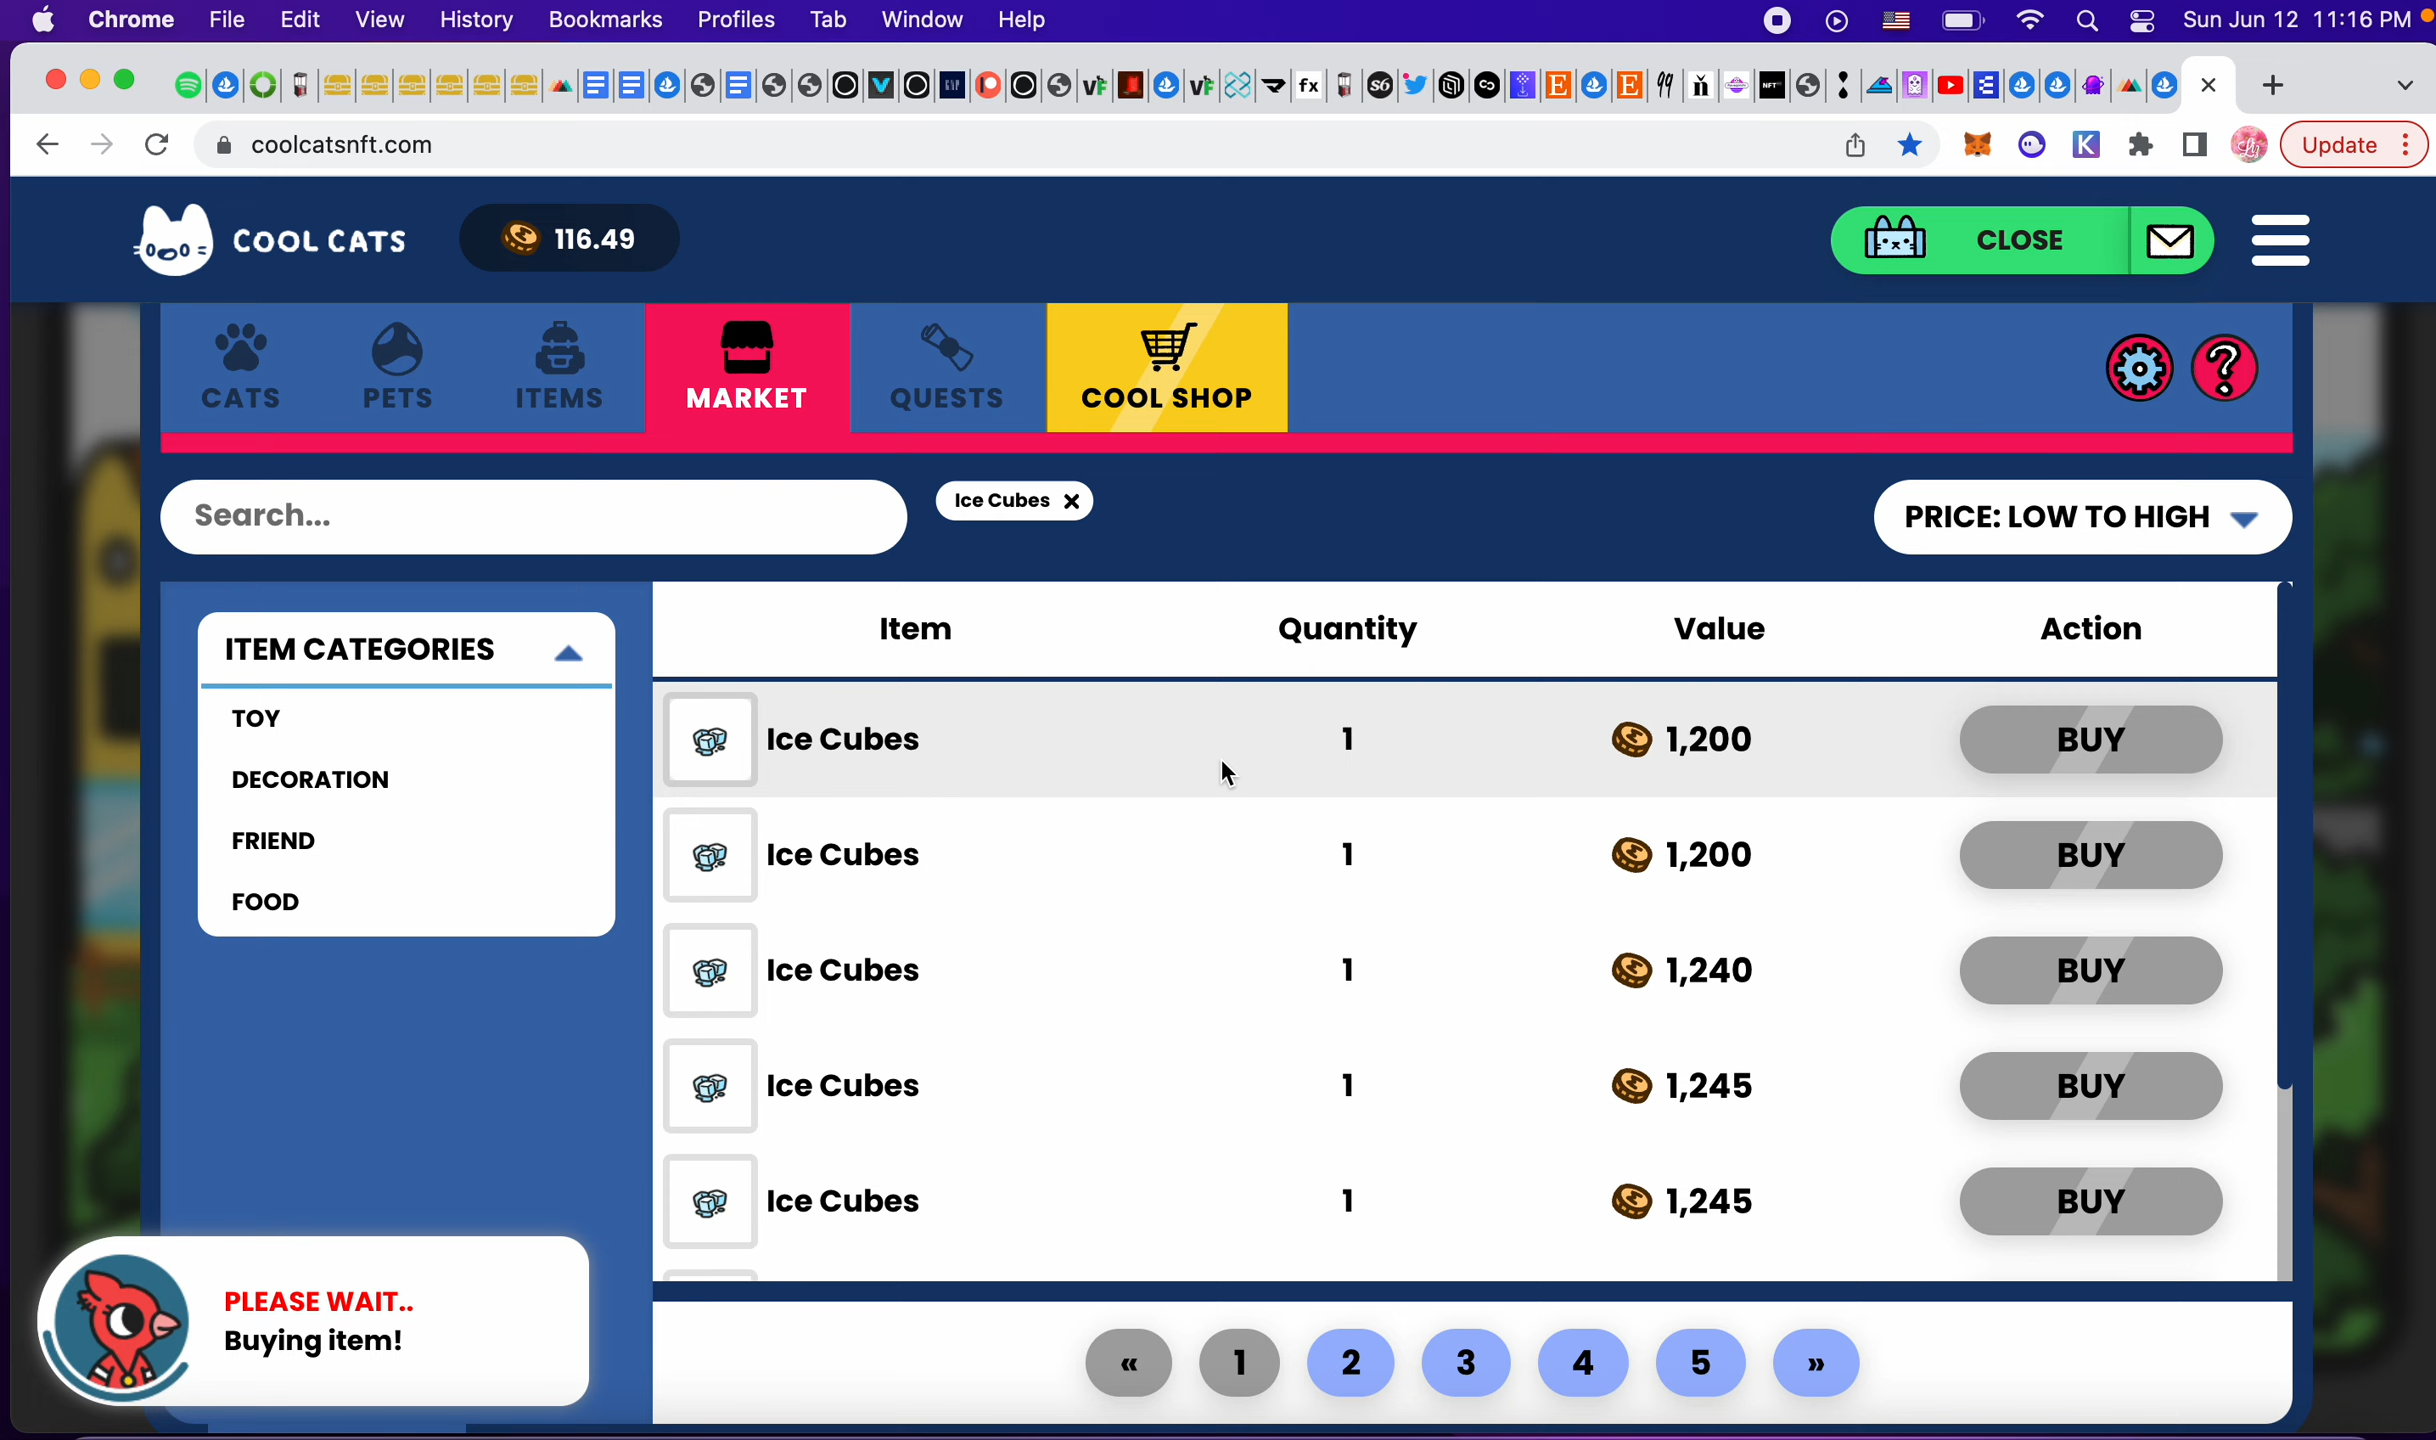 Chrome File Edit View History Bookmarks Profiles Tab Window Help Sun Jun 12 11:16 PM
coolcatsnft.com Update
COOL CATS 116.49 CLOSE
CATS PETS ITEMS MARKET QUESTS COOL SHOP
Search... Ice Cubes PRICE: LOW TO HIGH
ITEM CATEGORIES
TOY
DECORATION
FRIEND
FOOD
Item Quantity Value Action
Ice Cubes 1 1,200 BUY
Ice Cubes 1 1,200 BUY
Ice Cubes 1 1,240 BUY
Ice Cubes 1 1,245 BUY
Ice Cubes 1 1,245 BUY
PLEASE WAIT..
Buying item!
« 1 2 3 4 5 »